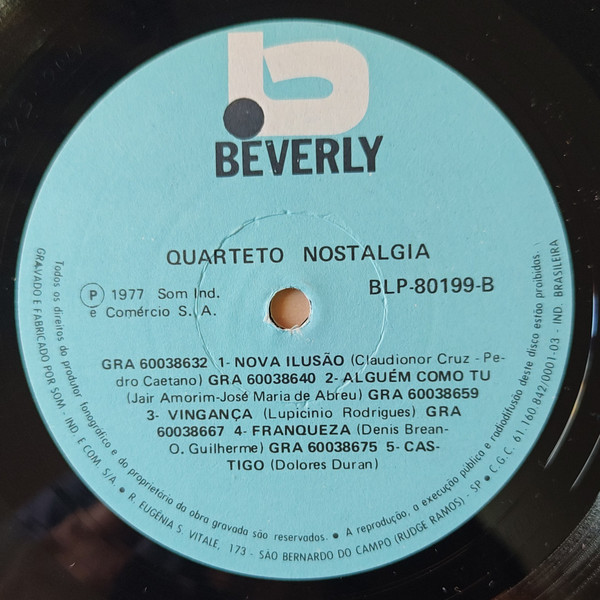 b
BEVERLY
QUARTETO NOSTALGIA
BLP-80199-B
Ⓟ 1977 Som Ind.
e Comércio S. A.
GRA 60038632 1- NOVA ILUSÃO (Claudionor Cruz - Pe-
dro Caetano) GRA 60038640 2- ALGUÉM COMO TU
(Jair Amorim-José Maria de Abreu) GRA 60038659
3- VINGANÇA (Lupicinio Rodrigues) GRA
60038667 4- FRANQUEZA (Denis Brean-
O. Guilherme) GRA 60038675 5- CAS-
TIGO (Dolores Duran)
Todos os direitos do produtor fonográfico e do proprietário da obra gravada são reservados. • A reprodução, a execução pública e radiodifusão deste disco estão proibidas.
GRAVADO E FABRICADO POR SOM - IND. E COM. S/A. • R. EUGÊNIA S. VITALE, 173 - SÃO BERNARDO DO CAMPO (RUDGE RAMOS) - SP • C.G.C. 61.160.842/0001-03 - IND. BRASILEIRA